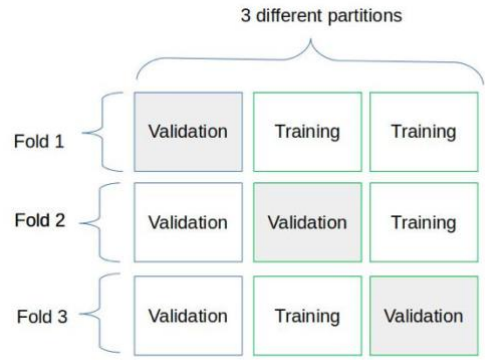 3 different partitions
Fold 1
Validation
Training
Training
Fold 2
Validation
Validation
Training
Fold 3
Validation
Training
Validation